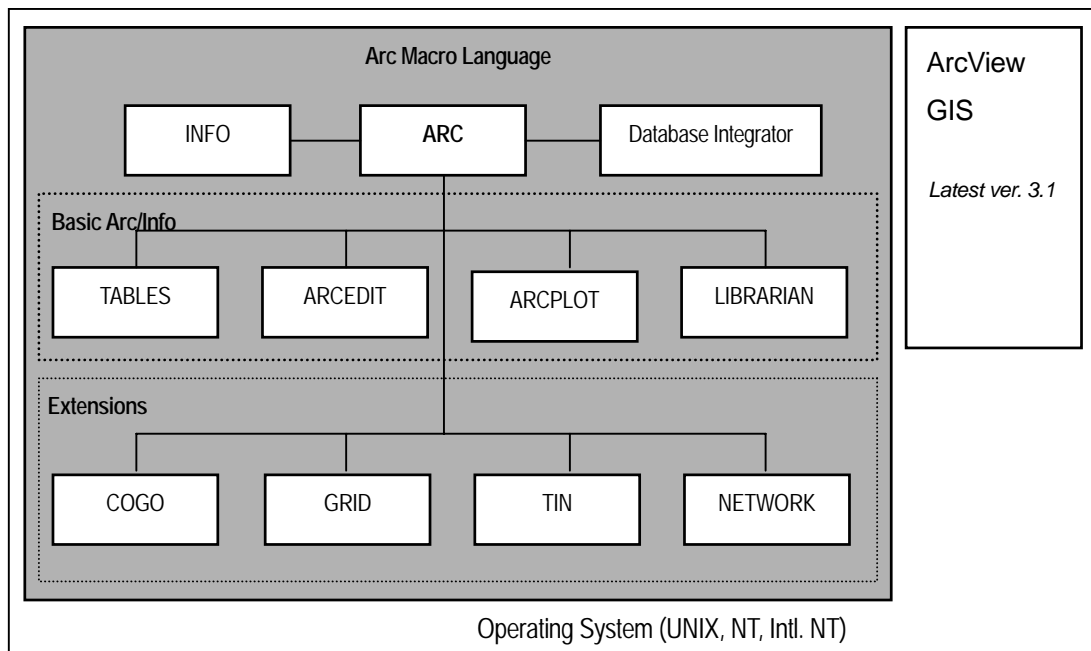 Arc Macro Language
INFO
ARC
Database Integrator
Basic Arc/Info
TABLES
ARCEDIT
ARCPLOT
LIBRARIAN
Extensions
COGO
GRID
TIN
NETWORK
Operating System (UNIX, NT, Intl. NT)
ArcView
GIS
Latest ver. 3.1